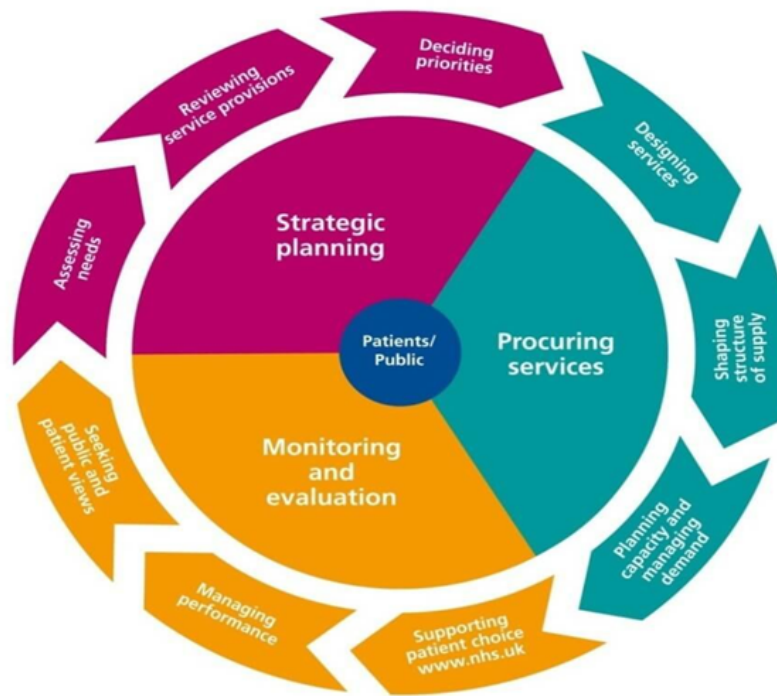 Deciding
priorities
Reviewing
service provisions
Designing
services
Assessing
needs
Strategic
planning
Shaping
structure
of supply
Patients/
Public
Procuring
services
Seeking
public and
patient views
Monitoring
and
evaluation
Planning
capacity and
managing
demand
Managing
performance
Supporting
patient choice
www.nhs.uk